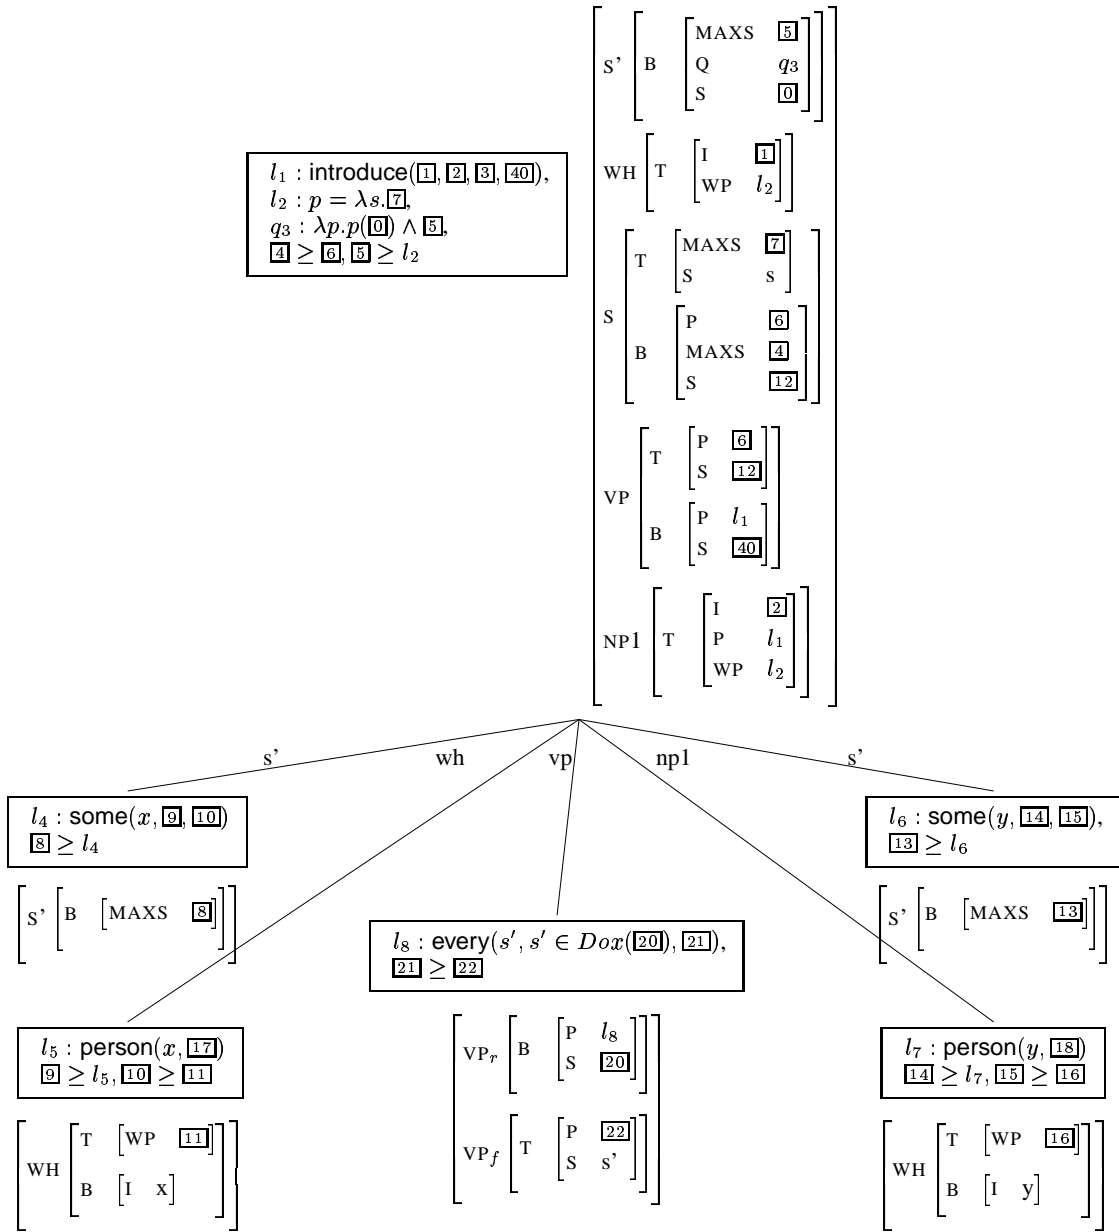 S’ B MAXS 5
Q q3
S 0
WH T I 1
WP l2
l1 : introduce(1, 2, 3, 40),
l2 : p = λs.7,
q3 : λp.p(0) ∧ 5,
4 ≥ 6, 5 ≥ l2
S T MAXS 7
S s
B P 6
MAXS 4
S 12
VP T P 6
S 12
B P l1
S 40
NP1 T I 2
P l1
WP l2
s’ wh vp np1 s’
l4 : some(x, 9, 10)
8 ≥ l4
S’ B MAXS 8
l6 : some(y, 14, 15),
13 ≥ l6
S’ B MAXS 13
l8 : every(s′, s′ ∈ Dox(20), 21),
21 ≥ 22
VPr B P l8
S 20
VPf T P 22
S s’
l5 : person(x, 17)
9 ≥ l5, 10 ≥ 11
WH T WP 11
B I x
l7 : person(y, 18)
14 ≥ l7, 15 ≥ 16
WH T WP 16
B I y